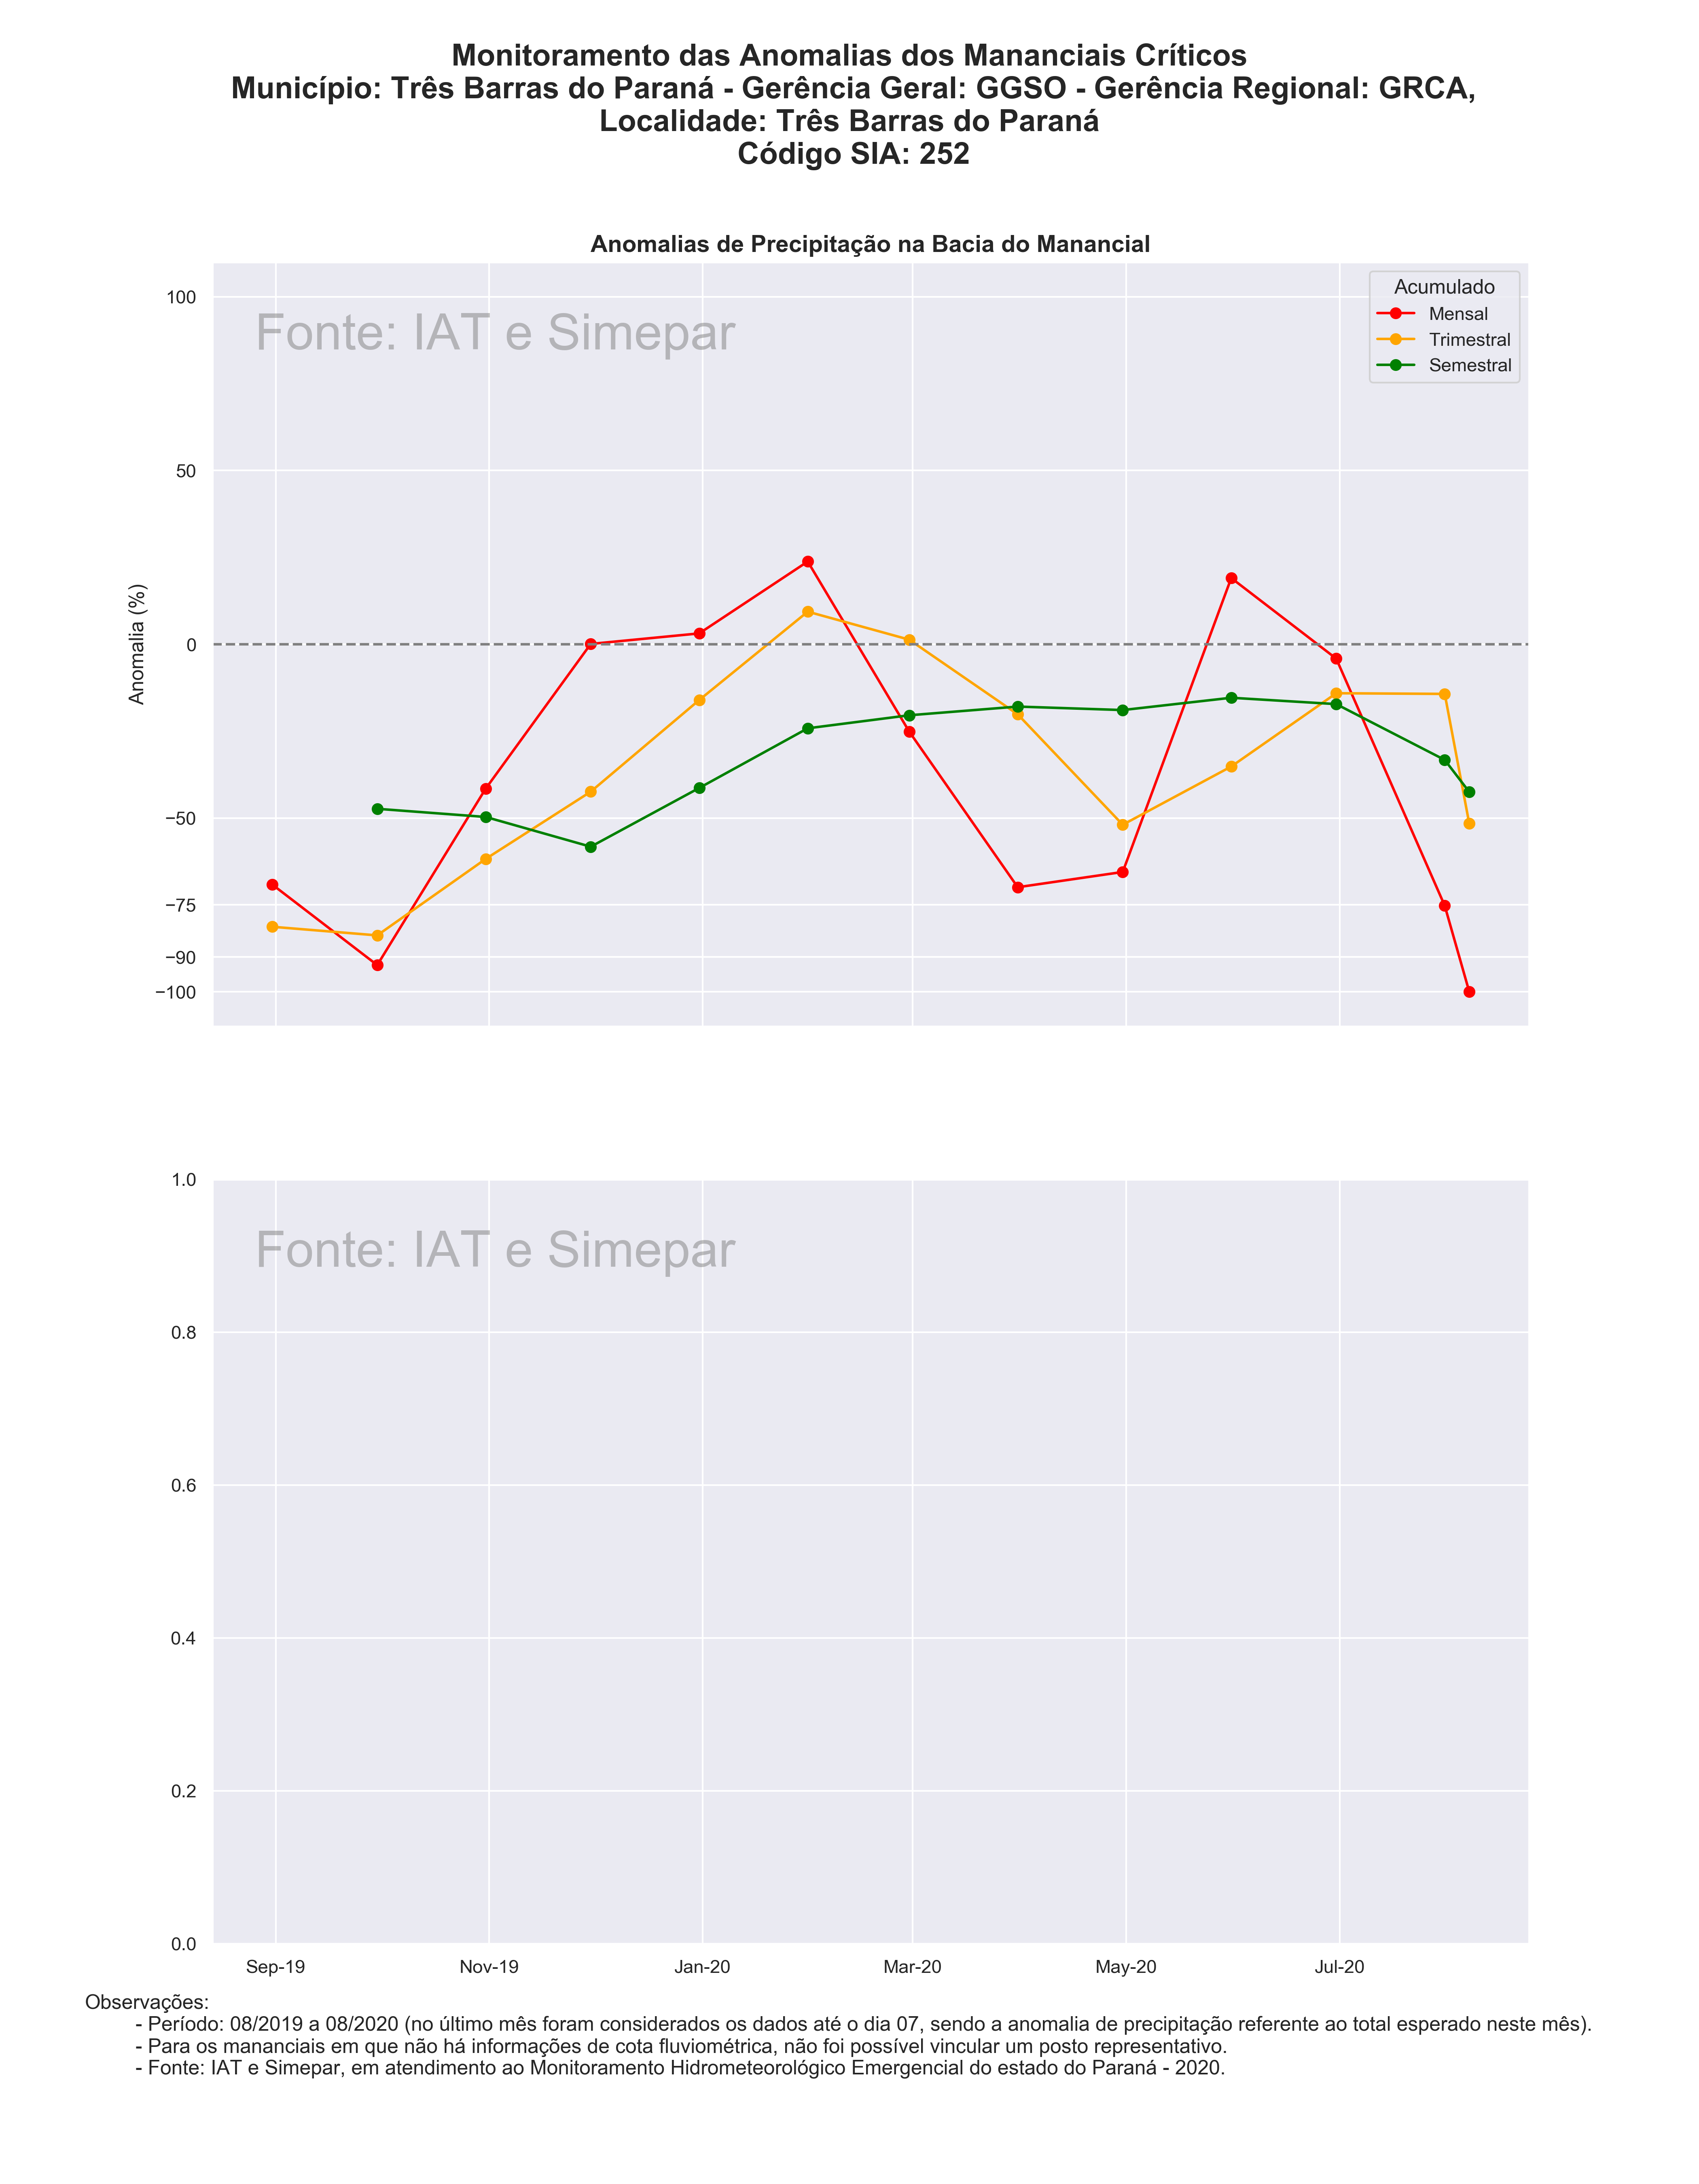 Monitoramento das Anomalias dos Mananciais Críticos
Município: Três Barras do Paraná - Gerência Geral: GGSO - Gerência Regional: GRCA,
Localidade: Três Barras do Paraná
Código SIA: 252
Anomalias de Precipitação na Bacia do Manancial
Fonte: IAT e Simepar
Acumulado
Mensal
Trimestral
Semestral
Anomalia (%)
100
50
0
−50
−75
−90
−100
Fonte: IAT e Simepar
1.0
0.8
0.6
0.4
0.2
0.0
Sep-19 Nov-19 Jan-20 Mar-20 May-20 Jul-20
Observações:
- Período: 08/2019 a 08/2020 (no último mês foram considerados os dados até o dia 07, sendo a anomalia de precipitação referente ao total esperado neste mês).
- Para os mananciais em que não há informações de cota fluviométrica, não foi possível vincular um posto representativo.
- Fonte: IAT e Simepar, em atendimento ao Monitoramento Hidrometeorológico Emergencial do estado do Paraná - 2020.